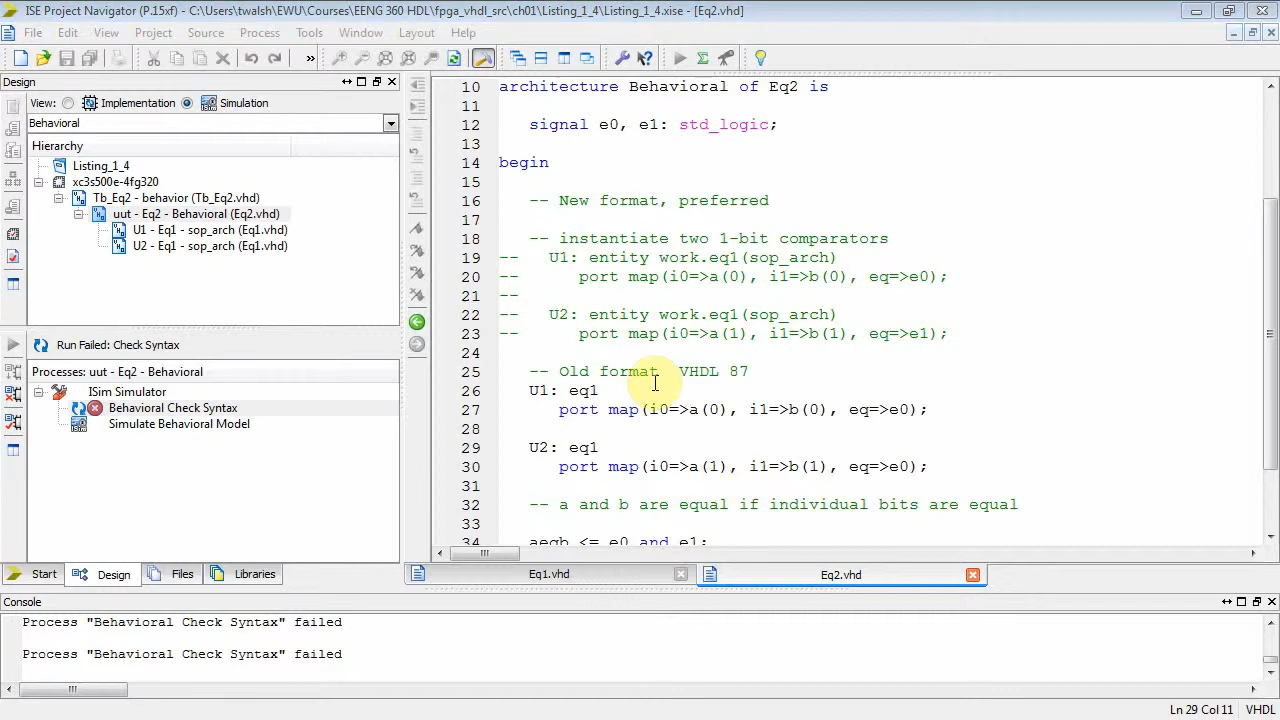 ISE Project Navigator (P.15xf) - C:\Users\twalsh\EWU\Courses\EENG 360 HDL\fpga_vhdl_src\ch01\Listing_1_4\Listing_1_4.xise - [Eq2.vhd]
File Edit View Project Source Process Tools Window Layout Help
Design
View: Implementation Simulation
Behavioral
Hierarchy
Listing_1_4
xc3s500e-4fg320
Tb_Eq2 - behavior (Tb_Eq2.vhd)
uut - Eq2 - Behavioral (Eq2.vhd)
U1 - Eq1 - sop_arch (Eq1.vhd)
U2 - Eq1 - sop_arch (Eq1.vhd)
Run Failed: Check Syntax
Processes: uut - Eq2 - Behavioral
ISim Simulator
Behavioral Check Syntax
Simulate Behavioral Model
Start Design Files Libraries
10 architecture Behavioral of Eq2 is
11
12 signal e0, e1: std_logic;
13
14 begin
15
16 -- New format, preferred
17
18 -- instantiate two 1-bit comparators
19 -- U1: entity work.eq1(sop_arch)
20 -- port map(i0=>a(0), i1=>b(0), eq=>e0);
21 --
22 -- U2: entity work.eq1(sop_arch)
23 -- port map(i0=>a(1), i1=>b(1), eq=>e1);
24
25 -- Old format, VHDL 87
26 U1: eq1
27 port map(i0=>a(0), i1=>b(0), eq=>e0);
28
29 U2: eq1
30 port map(i0=>a(1), i1=>b(1), eq=>e0);
31
32 -- a and b are equal if individual bits are equal
33
34 aeqb <= e0 and e1;
Eq1.vhd Eq2.vhd
Console
Process "Behavioral Check Syntax" failed
Process "Behavioral Check Syntax" failed
Ln 29 Col 11 VHDL